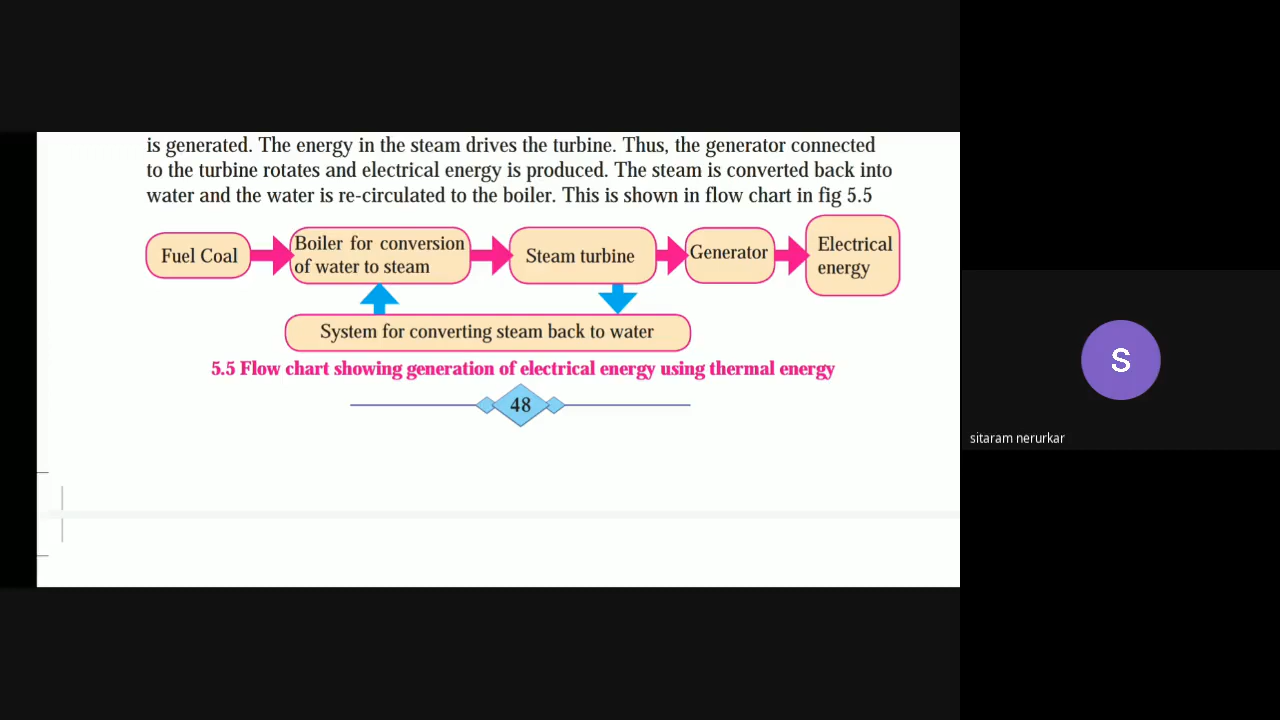 is generated. The energy in the steam drives the turbine. Thus, the generator connected
to the turbine rotates and electrical energy is produced. The steam is converted back into
water and the water is re-circulated to the boiler. This is shown in flow chart in fig 5.5
Fuel Coal
Boiler for conversion
of water to steam
Steam turbine
Generator
Electrical
energy
System for converting steam back to water
5.5 Flow chart showing generation of electrical energy using thermal energy
48
S
sitaram nerurkar